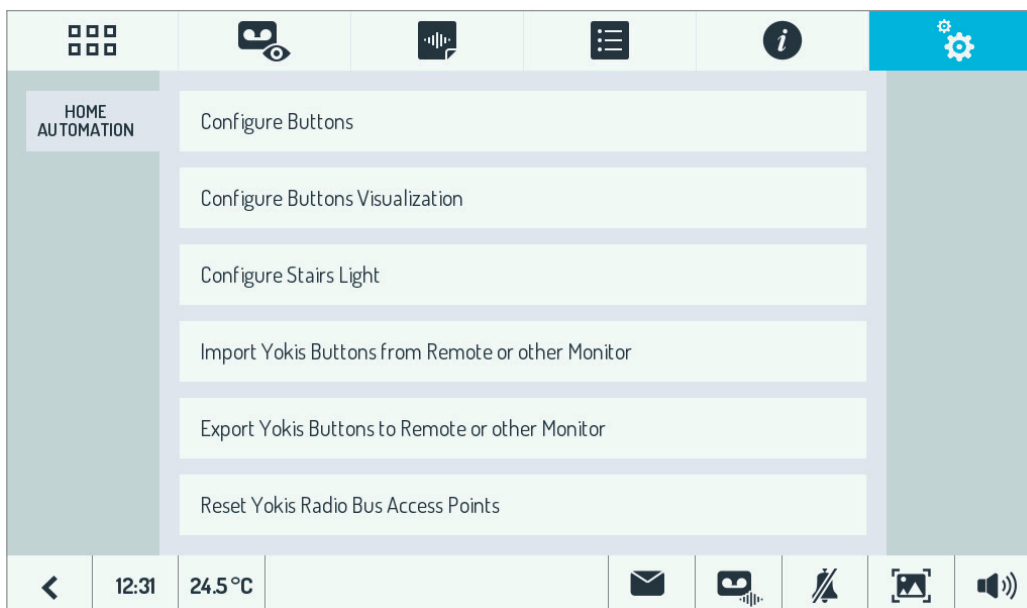 i
HOME
AUTOMATION
Configure Buttons
Configure Buttons Visualization
Configure Stairs Light
Import Yokis Buttons from Remote or other Monitor
Export Yokis Buttons to Remote or other Monitor
Reset Yokis Radio Bus Access Points
12:31 24.5 °C